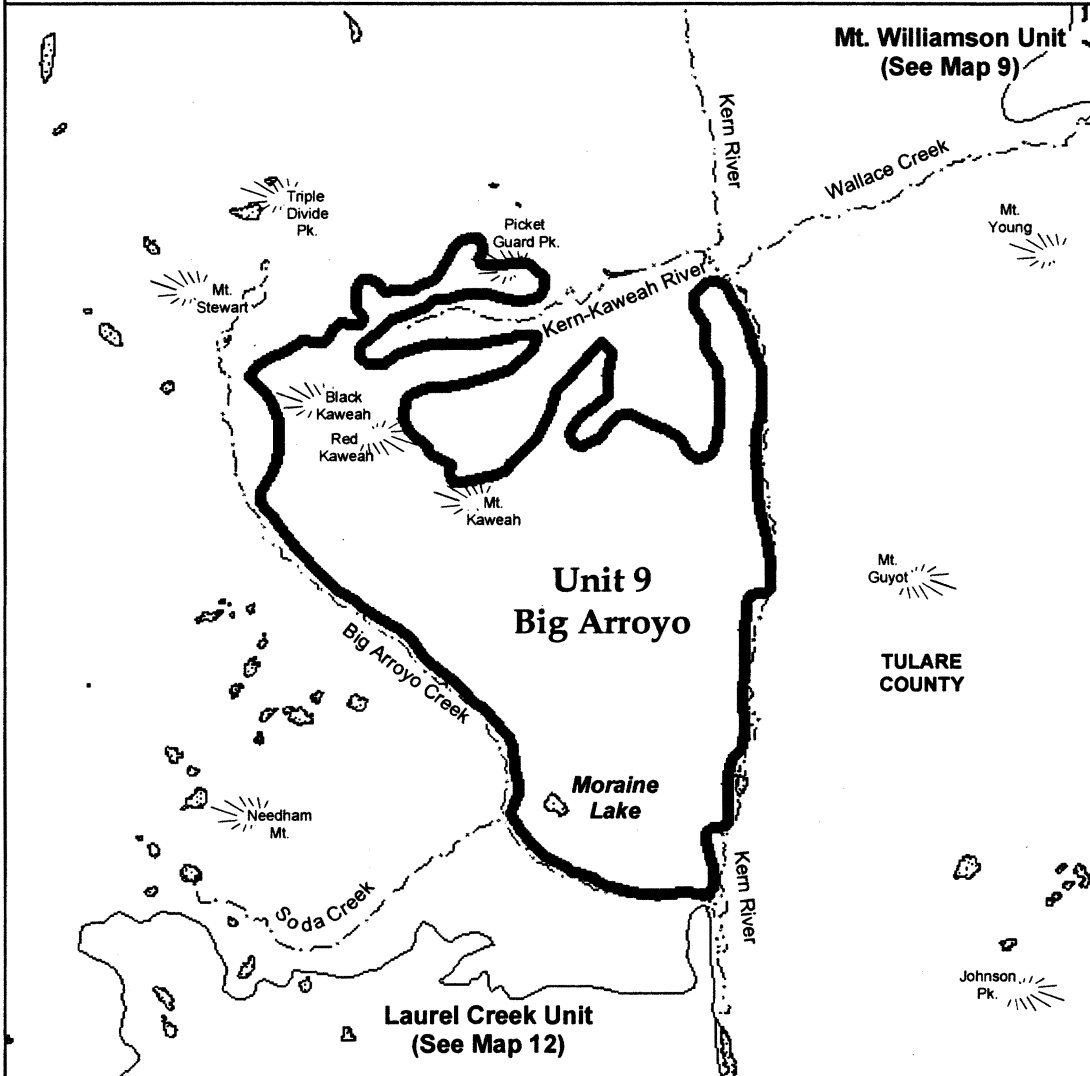 Mt. Williamson Unit
(See Map 9)
Kern River
Wallace Creek
Triple
Divide
Pk.
Picket
Guard Pk.
Mt.
Young
Mt.
Stewart
Kern-Kaweah River
Black
Kaweah
Red
Kaweah
Mt.
Kaweah
Unit 9
Big Arroyo
Mt.
Guyot
Big Arroyo Creek
TULARE
COUNTY
Moraine
Lake
Needham
Mt.
Soda Creek
Kern River
Johnson
Pk.
Laurel Creek Unit
(See Map 12)